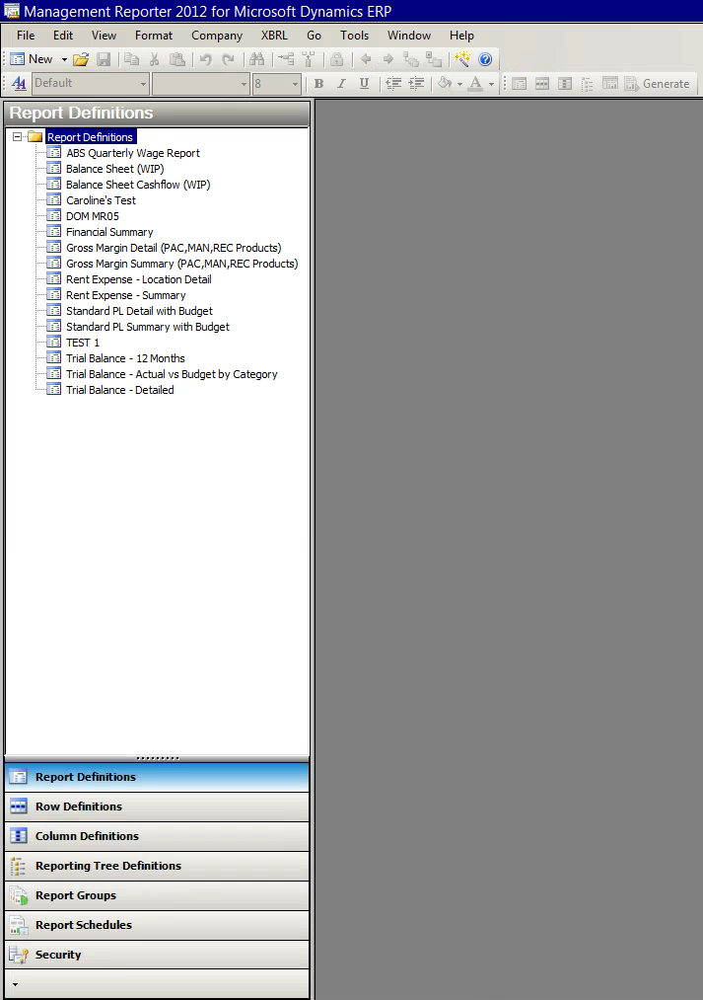 Management Reporter 2012 for Microsoft Dynamics ERP
File Edit View Format Company XBRL Go Tools Window Help
New
Default 8 B I U A Generate
Report Definitions
Report Definitions
ABS Quarterly Wage Report
Balance Sheet (WIP)
Balance Sheet Cashflow (WIP)
Caroline's Test
DOM MR05
Financial Summary
Gross Margin Detail (PAC,MAN,REC Products)
Gross Margin Summary (PAC,MAN,REC Products)
Rent Expense - Location Detail
Rent Expense - Summary
Standard PL Detail with Budget
Standard PL Summary with Budget
TEST 1
Trial Balance - 12 Months
Trial Balance - Actual vs Budget by Category
Trial Balance - Detailed
Report Definitions
Row Definitions
Column Definitions
Reporting Tree Definitions
Report Groups
Report Schedules
Security